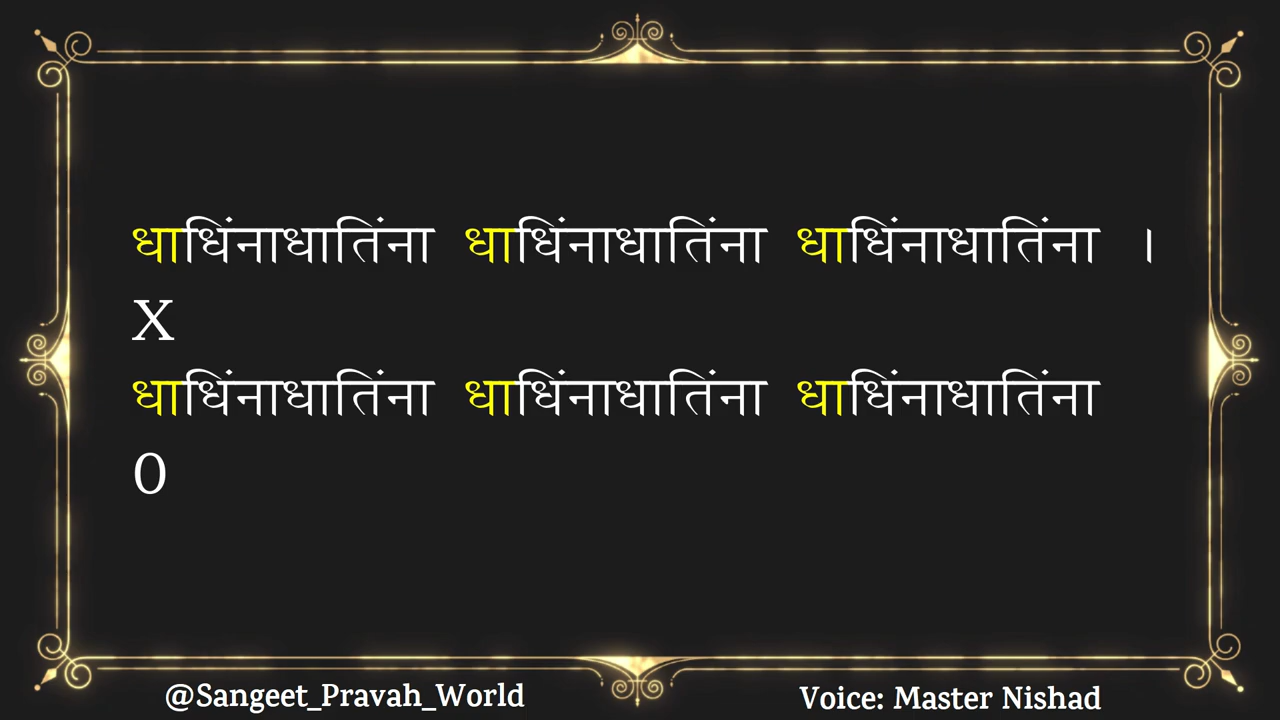 धाधिंनाधातिंना धाधिंनाधातिंना धाधिंनाधातिंना ।
X
धाधिंनाधातिंना धाधिंनाधातिंना धाधिंनाधातिंना
0
@Sangeet_Pravah_World Voice: Master Nishad